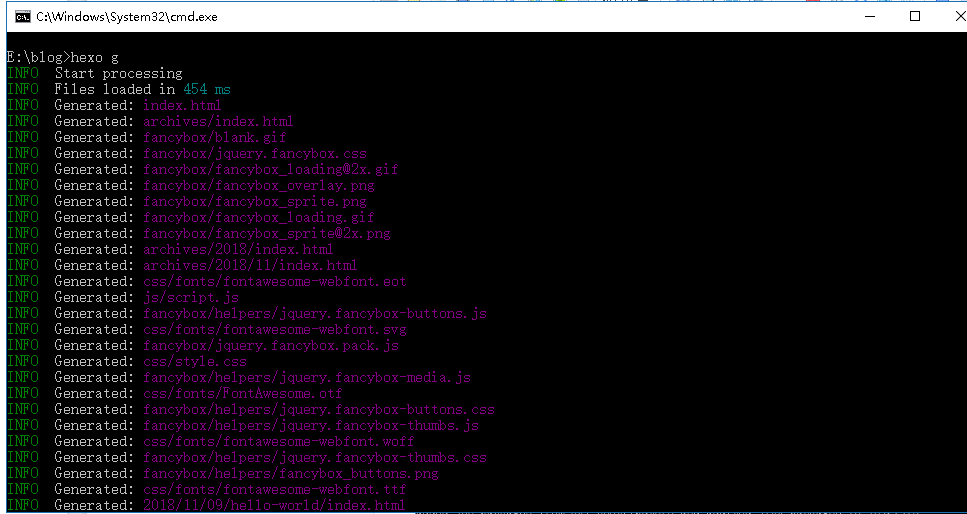 C:\Windows\System32\cmd.exe
E:\blog>hexo g
INFO  Start processing
INFO  Files loaded in 454 ms
INFO  Generated: index.html
INFO  Generated: archives/index.html
INFO  Generated: fancybox/blank.gif
INFO  Generated: fancybox/jquery.fancybox.css
INFO  Generated: fancybox/fancybox_loading@2x.gif
INFO  Generated: fancybox/fancybox_overlay.png
INFO  Generated: fancybox/fancybox_sprite.png
INFO  Generated: fancybox/fancybox_loading.gif
INFO  Generated: fancybox/fancybox_sprite@2x.png
INFO  Generated: archives/2018/index.html
INFO  Generated: archives/2018/11/index.html
INFO  Generated: css/fonts/fontawesome-webfont.eot
INFO  Generated: js/script.js
INFO  Generated: fancybox/helpers/jquery.fancybox-buttons.js
INFO  Generated: css/fonts/fontawesome-webfont.svg
INFO  Generated: fancybox/jquery.fancybox.pack.js
INFO  Generated: css/style.css
INFO  Generated: fancybox/helpers/jquery.fancybox-media.js
INFO  Generated: css/fonts/FontAwesome.otf
INFO  Generated: fancybox/helpers/jquery.fancybox-buttons.css
INFO  Generated: fancybox/helpers/jquery.fancybox-thumbs.js
INFO  Generated: css/fonts/fontawesome-webfont.woff
INFO  Generated: fancybox/helpers/jquery.fancybox-thumbs.css
INFO  Generated: fancybox/helpers/fancybox_buttons.png
INFO  Generated: css/fonts/fontawesome-webfont.ttf
INFO  Generated: 2018/11/09/hello-world/index.html